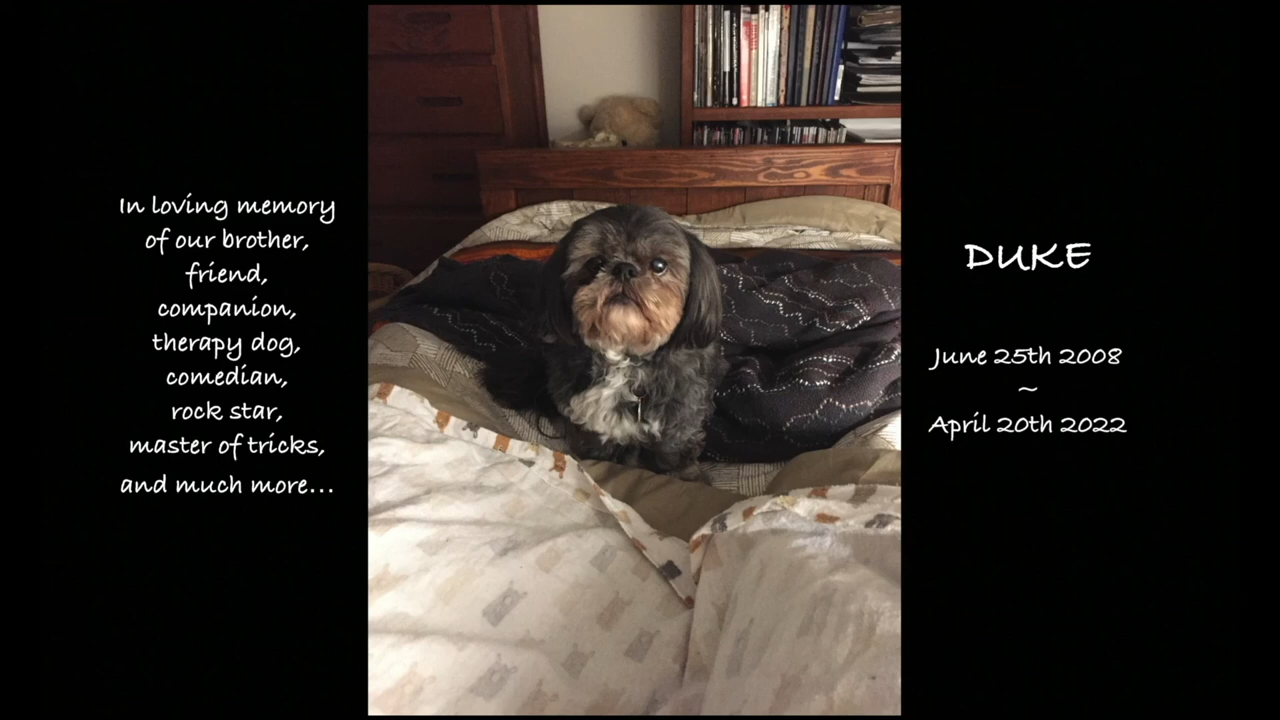 In loving memory
of our brother,
friend,
companion,
therapy dog,
comedian,
rock star,
master of tricks,
and much more...
DUKE
June 25th 2008
~
April 20th 2022